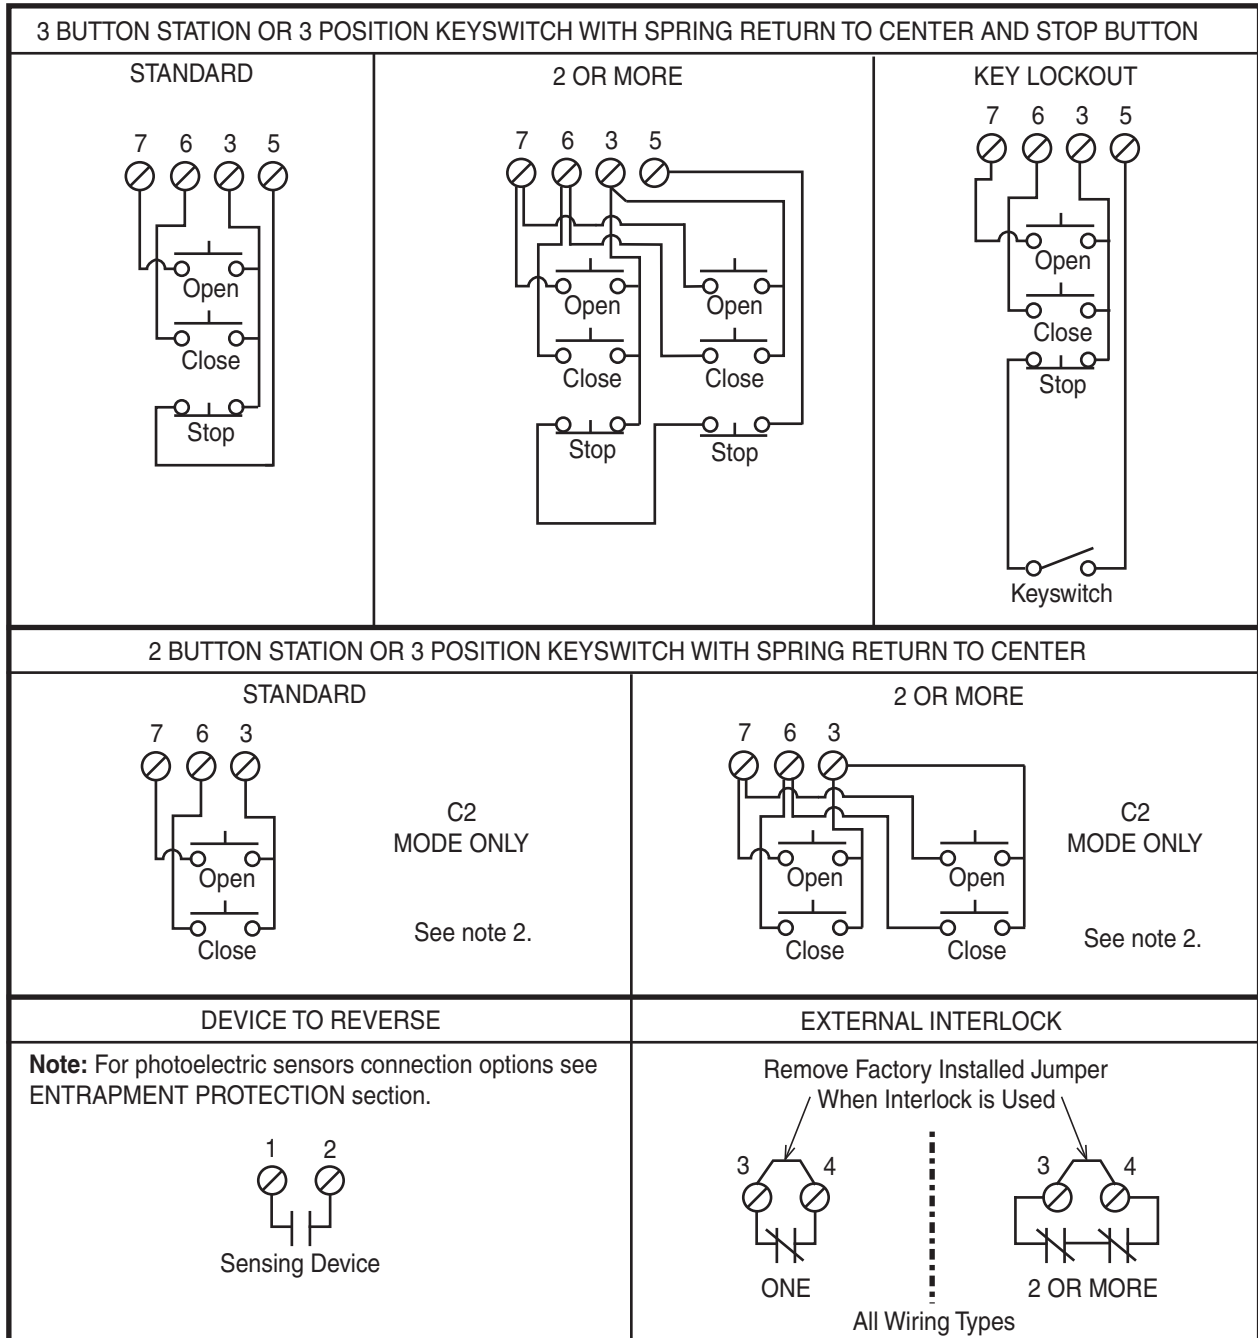 3 BUTTON STATION OR 3 POSITION KEYSWITCH WITH SPRING RETURN TO CENTER AND STOP BUTTON
STANDARD
7 6 3 5
Open
Close
Stop
2 OR MORE
7 6 3 5
Open Open
Close Close
Stop Stop
KEY LOCKOUT
7 6 3 5
Open
Close
Stop
Keyswitch
2 BUTTON STATION OR 3 POSITION KEYSWITCH WITH SPRING RETURN TO CENTER
STANDARD
7 6 3
Open
Close
C2
MODE ONLY
See note 2.
2 OR MORE
7 6 3
Open Open
Close Close
C2
MODE ONLY
See note 2.
DEVICE TO REVERSE
Note: For photoelectric sensors connection options see
ENTRAPMENT PROTECTION section.
1 2
Sensing Device
EXTERNAL INTERLOCK
Remove Factory Installed Jumper
When Interlock is Used
3 4
ONE
3 4
2 OR MORE
All Wiring Types